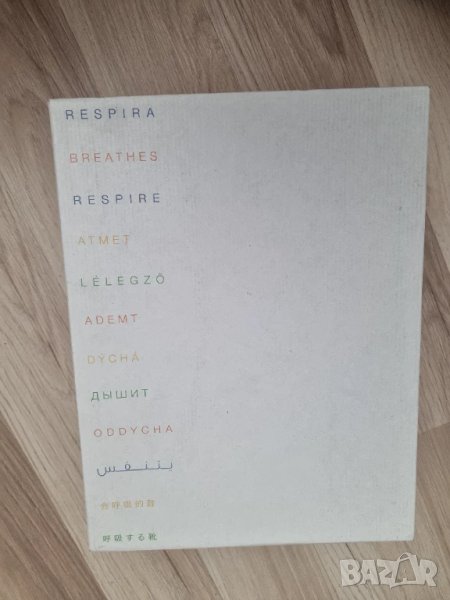 RESPIRA
BREATHES
RESPIRE
ATMET
LÉLEGZŐ
ADEMT
DÝCHÁ
ДЫШИТ
ODDYCHA
يتنفس
会呼吸的鞋
呼吸する靴
BAZAR